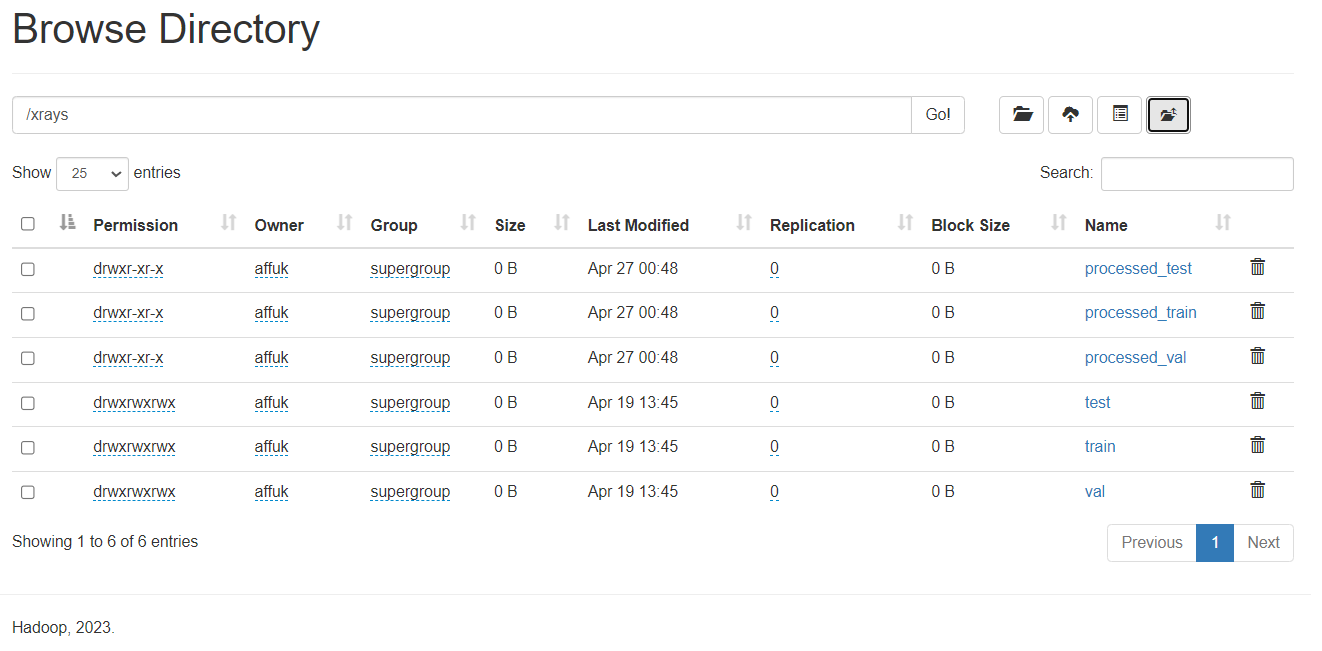 Browse Directory
/xrays Go!
Show 25 entries Search:
Permission Owner Group Size Last Modified Replication Block Size Name
drwxr-xr-x affuk supergroup 0 B Apr 27 00:48 0 0 B processed_test
drwxr-xr-x affuk supergroup 0 B Apr 27 00:48 0 0 B processed_train
drwxr-xr-x affuk supergroup 0 B Apr 27 00:48 0 0 B processed_val
drwxrwxrwx affuk supergroup 0 B Apr 19 13:45 0 0 B test
drwxrwxrwx affuk supergroup 0 B Apr 19 13:45 0 0 B train
drwxrwxrwx affuk supergroup 0 B Apr 19 13:45 0 0 B val
Showing 1 to 6 of 6 entries Previous 1 Next
Hadoop, 2023.